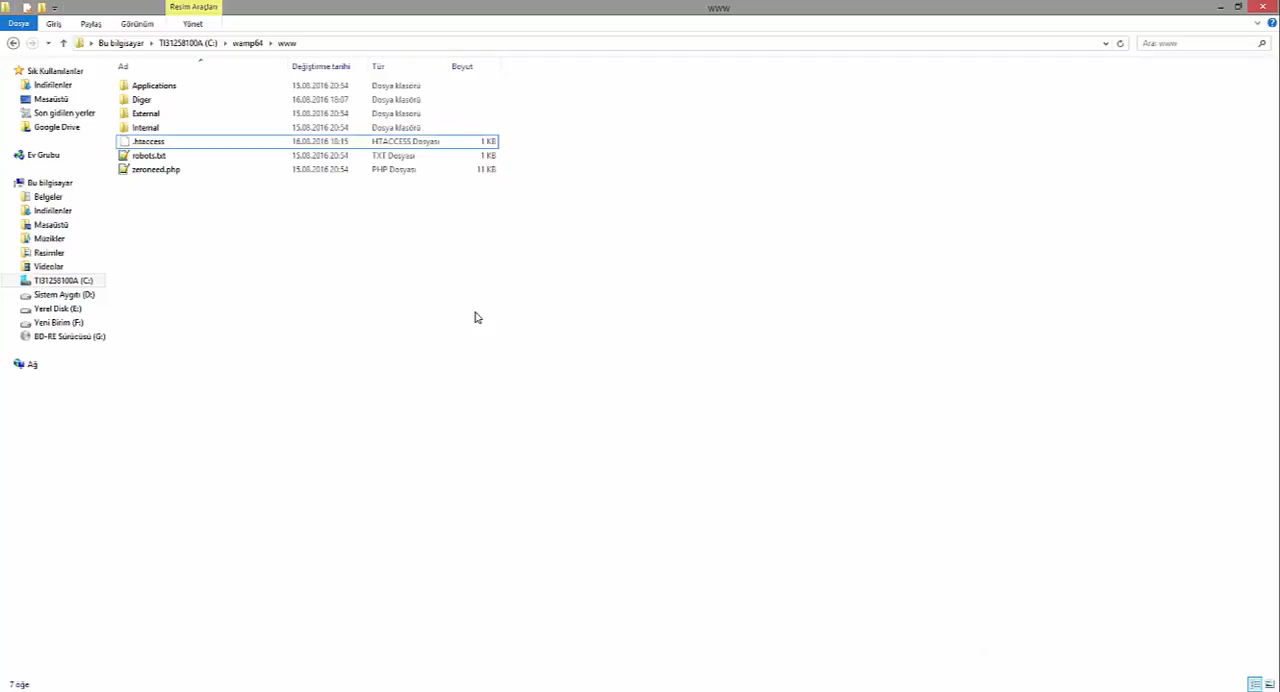 Resim Araçları
www
Dosya Giriş Paylaş Görünüm Yönet
Bu bilgisayar TI31258100A (C:) wamp64 www
Ara: www
Sık Kullanılanlar
İndirilenler
Masaüstü
Son gidilen yerler
Google Drive
Ev Grubu
Bu bilgisayar
Belgeler
İndirilenler
Masaüstü
Müzikler
Resimler
Videolar
TI31258100A (C:)
Sistem Aygıtı (D:)
Yerel Disk (E:)
Yeni Birim (F:)
BD-RE Sürücüsü (G:)
Ağ
Ad Değiştirme tarihi Tür Boyut
Applications 15.08.2016 20:54 Dosya klasörü
Diger 16.08.2016 18:07 Dosya klasörü
External 15.08.2016 20:54 Dosya klasörü
Internal 15.08.2016 20:54 Dosya klasörü
.htaccess 16.08.2016 18:15 HTACCESS Dosyası 1 KB
robots.txt 15.08.2016 20:54 TXT Dosyası 1 KB
zeroneed.php 15.08.2016 20:54 PHP Dosyası 11 KB
7 öğe